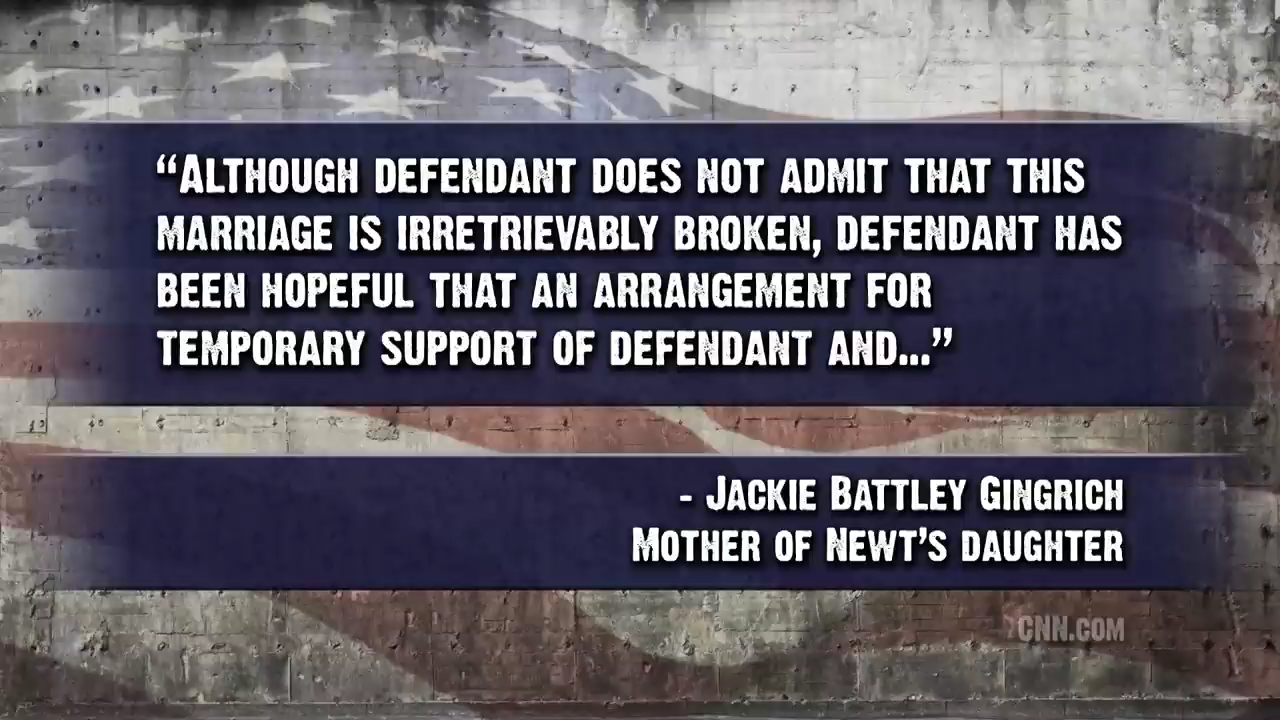 “ALTHOUGH DEFENDANT DOES NOT ADMIT THAT THIS
MARRIAGE IS IRRETRIEVABLY BROKEN, DEFENDANT HAS
BEEN HOPEFUL THAT AN ARRANGEMENT FOR
TEMPORARY SUPPORT OF DEFENDANT AND...”
- JACKIE BATTLEY GINGRICH
MOTHER OF NEWT’S DAUGHTER
CNN.COM